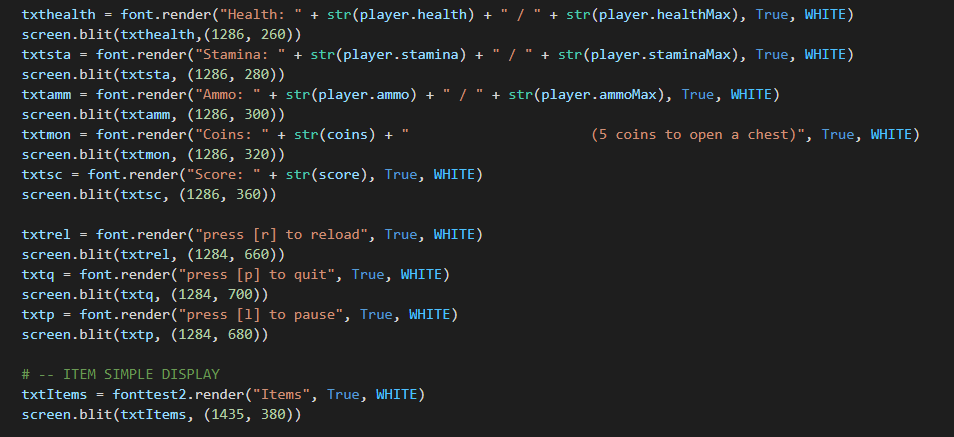 txthealth = font.render("Health: " + str(player.health) + " / " + str(player.healthMax), True, WHITE)
screen.blit(txthealth,(1286, 260))
txtsta = font.render("Stamina: " + str(player.stamina) + " / " + str(player.staminaMax), True, WHITE)
screen.blit(txtsta, (1286, 280))
txtamm = font.render("Ammo: " + str(player.ammo) + " / " + str(player.ammoMax), True, WHITE)
screen.blit(txtamm, (1286, 300))
txtmon = font.render("Coins: " + str(coins) + "                      (5 coins to open a chest)", True, WHITE)
screen.blit(txtmon, (1286, 320))
txtsc = font.render("Score: " + str(score), True, WHITE)
screen.blit(txtsc, (1286, 360))

txtrel = font.render("press [r] to reload", True, WHITE)
screen.blit(txtrel, (1284, 660))
txtq = font.render("press [p] to quit", True, WHITE)
screen.blit(txtq, (1284, 700))
txtp = font.render("press [l] to pause", True, WHITE)
screen.blit(txtp, (1284, 680))

# -- ITEM SIMPLE DISPLAY
txtItems = fonttest2.render("Items", True, WHITE)
screen.blit(txtItems, (1435, 380))